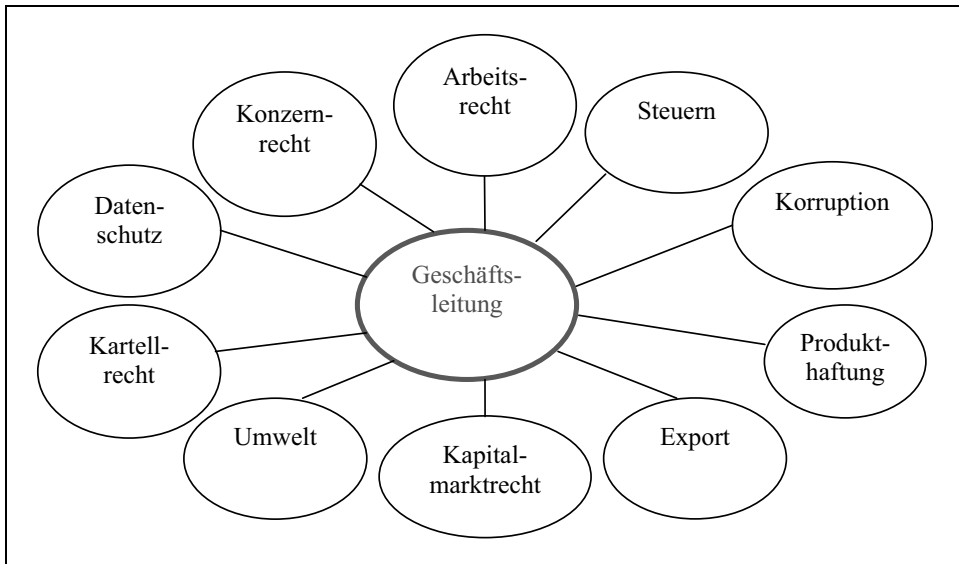 Arbeits-
recht
Steuern
Konzern-
recht
Korruption
Daten-
schutz
Geschäfts-
leitung
Produkt-
haftung
Kartell-
recht
Umwelt
Kapital-
marktrecht
Export